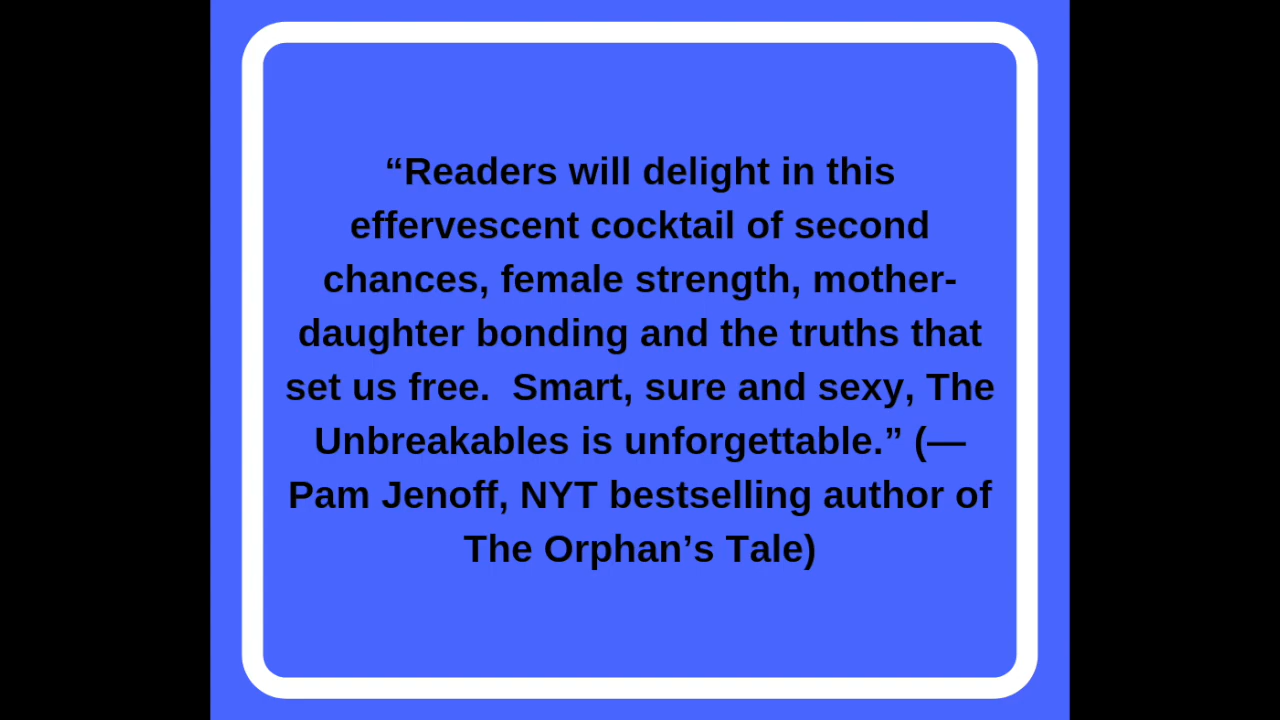 “Readers will delight in this
effervescent cocktail of second
chances, female strength, mother-
daughter bonding and the truths that
set us free.  Smart, sure and sexy, The
Unbreakables is unforgettable.” (—
Pam Jenoff, NYT bestselling author of
The Orphan’s Tale)